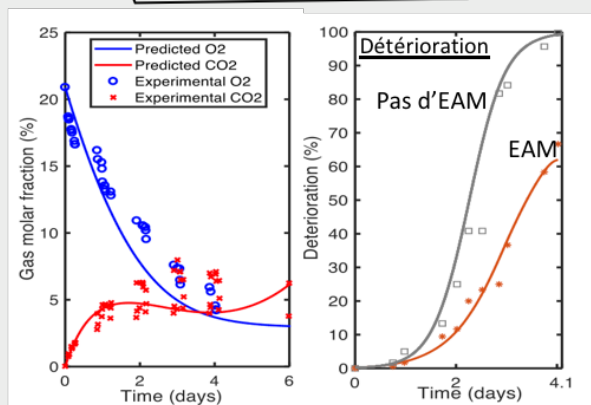 25
20
15
10
5
0
Gas molar fraction (%)
0
2
4
6
Time (days)
Predicted O2
Predicted CO2
Experimental O2
Experimental CO2
100
90
80
70
60
50
40
30
20
10
0
Deterioration (%)
0
2
4.1
Time (days)
Détérioration
Pas d'EAM
EAM